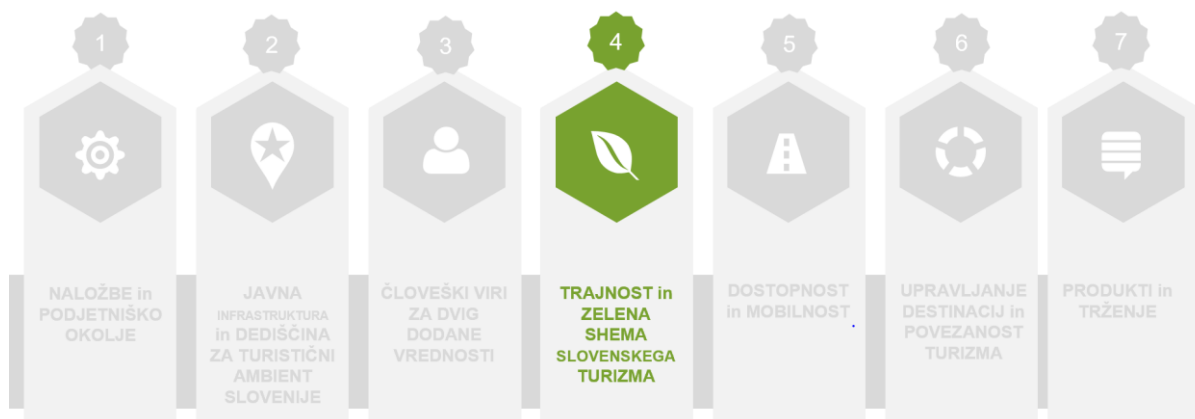 1
2
3
4
5
6
7
NALOŽBE in
PODJETNIŠKO
OKOLJE
JAVNA
INFRASTRUKTURA
in DEDIŠČINA
ZA TURISTIČNI
AMBIENT
SLOVENIJE
ČLOVEŠKI VIRI
ZA DVIG
DODANE
VREDNOSTI
TRAJNOST in
ZELENA
SHEMA
SLOVENSKEGA
TURIZMA
DOSTOPNOST
in MOBILNOST
UPRAVLJANJE
DESTINACIJ in
POVEZANOST
TURIZMA
PRODUKTI in
TRŽENJE